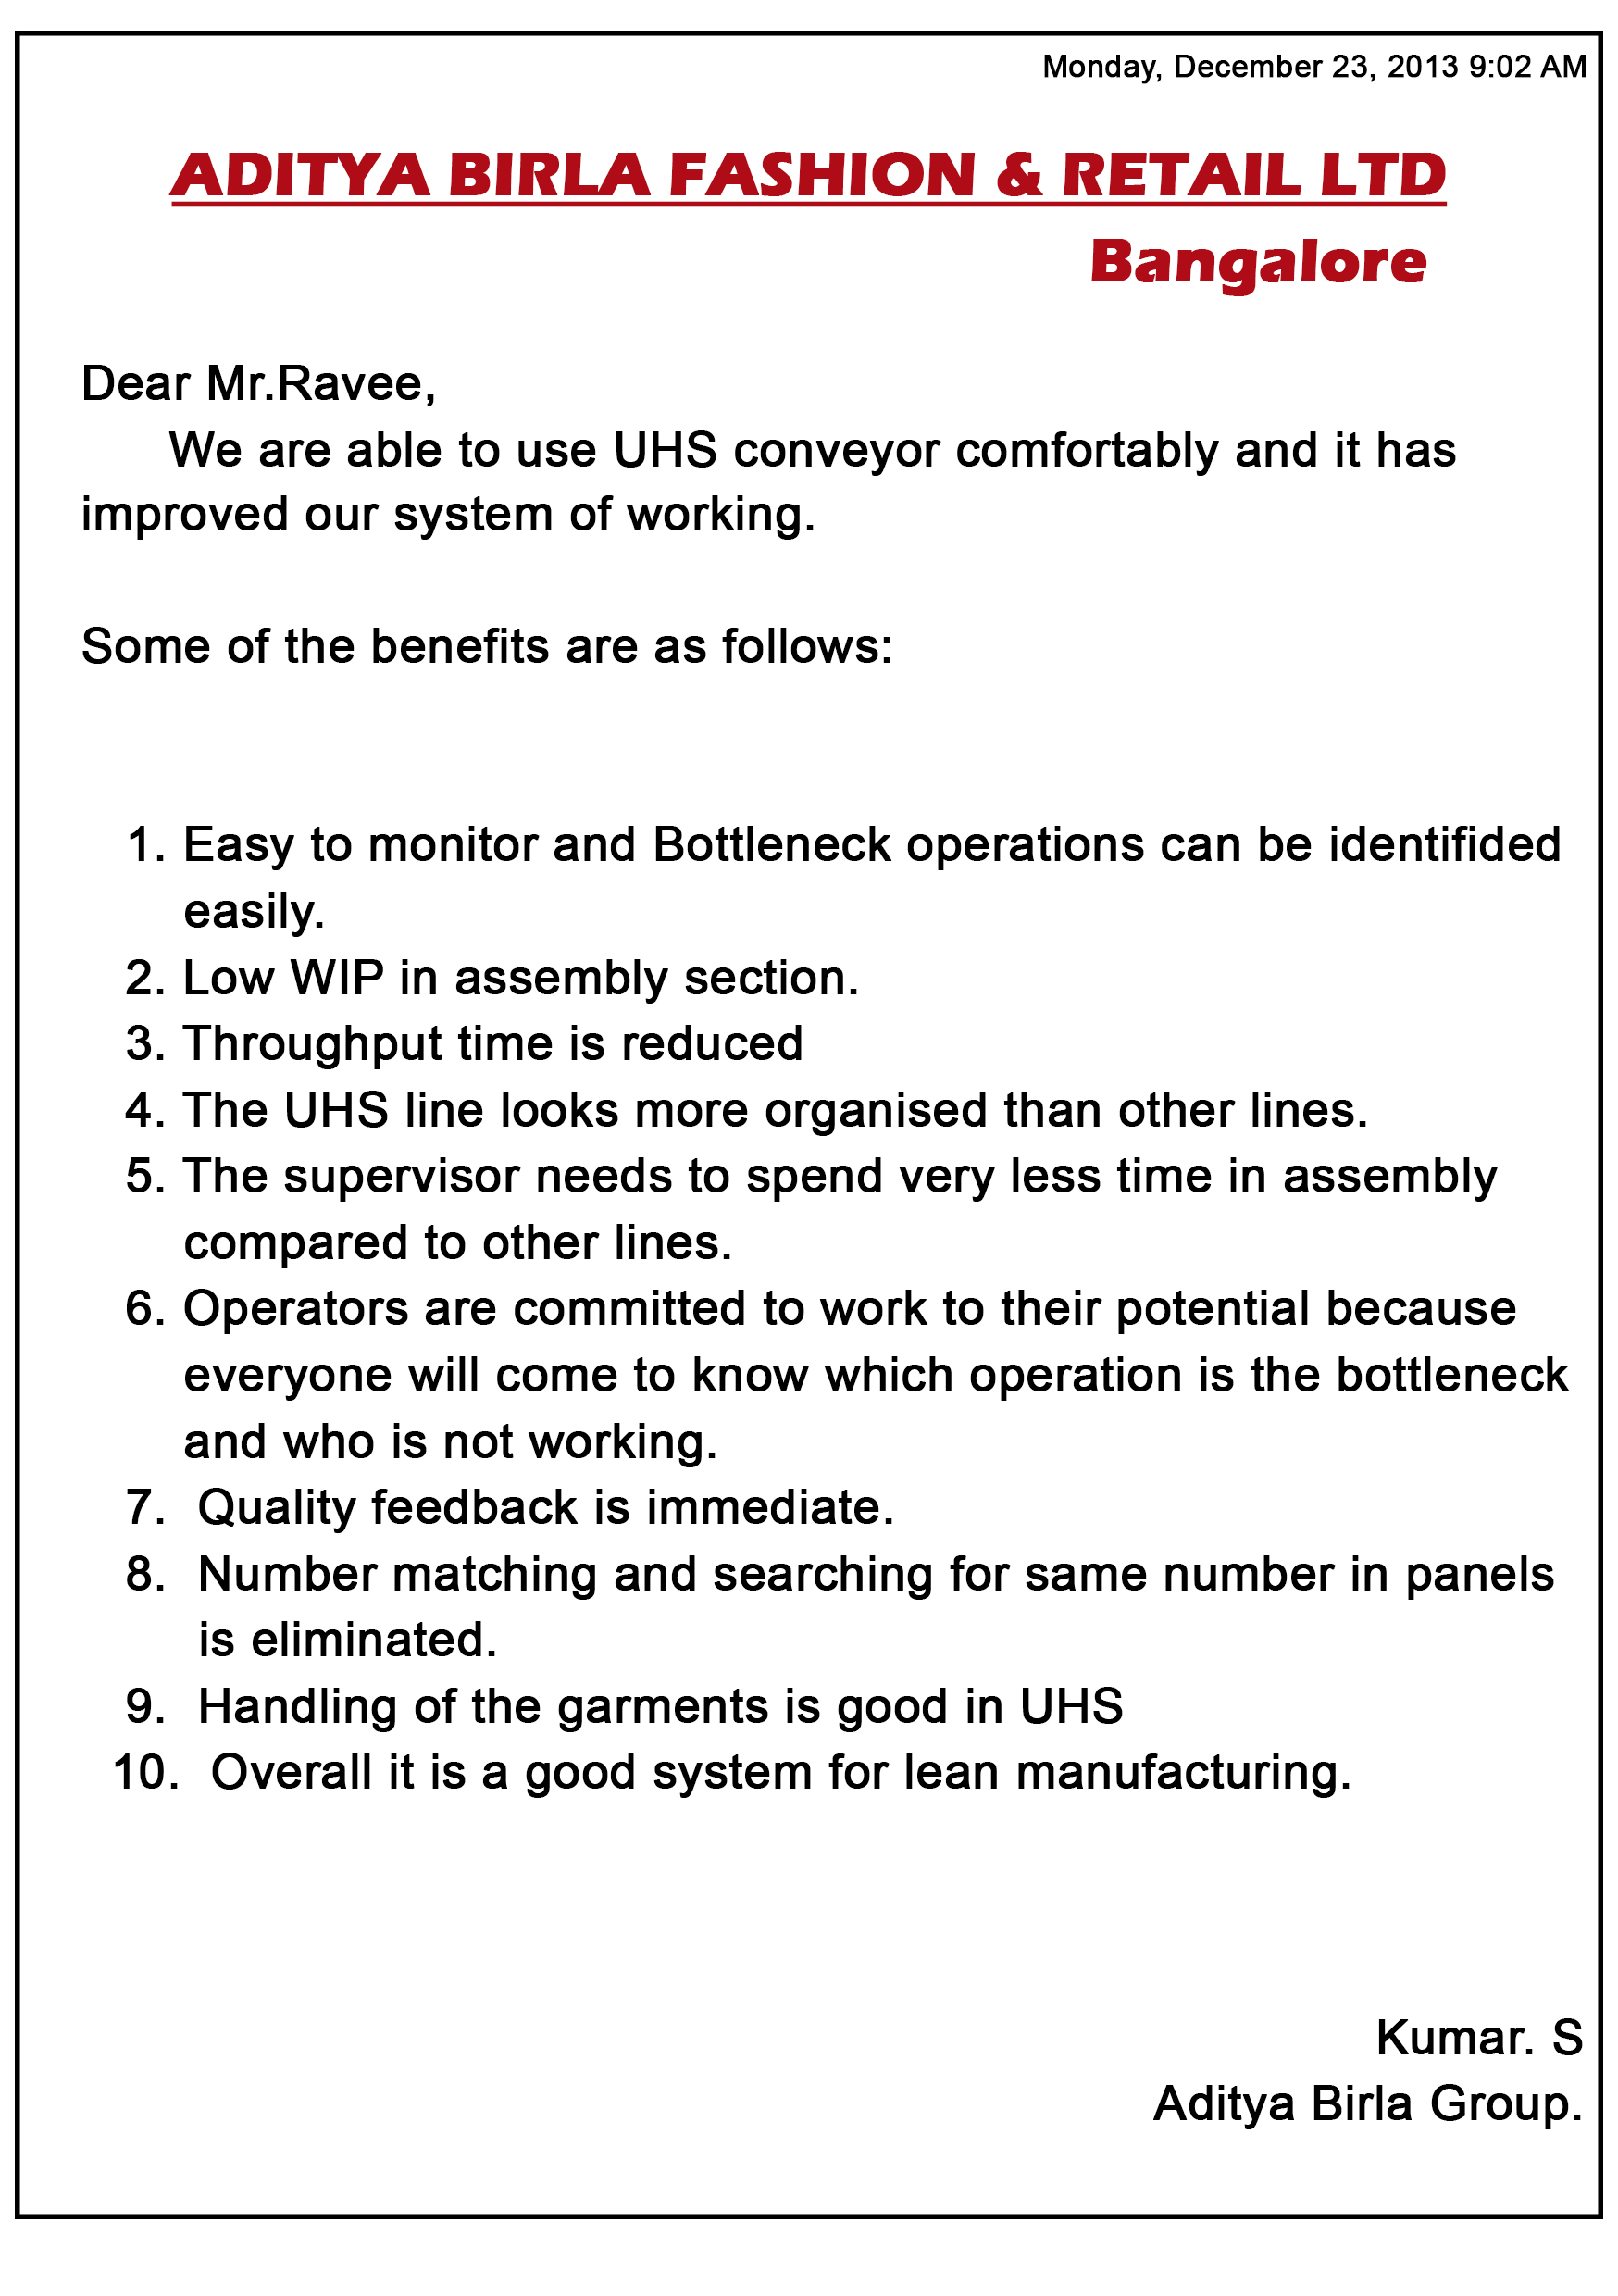 Monday, December 23, 2013 9:02 AM
ADITYA BIRLA FASHION & RETAIL LTD
Bangalore
Dear Mr.Ravee,
We are able to use UHS conveyor comfortably and it has
improved our system of working.
Some of the benefits are as follows:
1. Easy to monitor and Bottleneck operations can be identifided
easily.
2. Low WIP in assembly section.
3. Throughput time is reduced
4. The UHS line looks more organised than other lines.
5. The supervisor needs to spend very less time in assembly
compared to other lines.
6. Operators are committed to work to their potential because
everyone will come to know which operation is the bottleneck
and who is not working.
7. Quality feedback is immediate.
8. Number matching and searching for same number in panels
is eliminated.
9. Handling of the garments is good in UHS
10. Overall it is a good system for lean manufacturing.
Kumar. S
Aditya Birla Group.